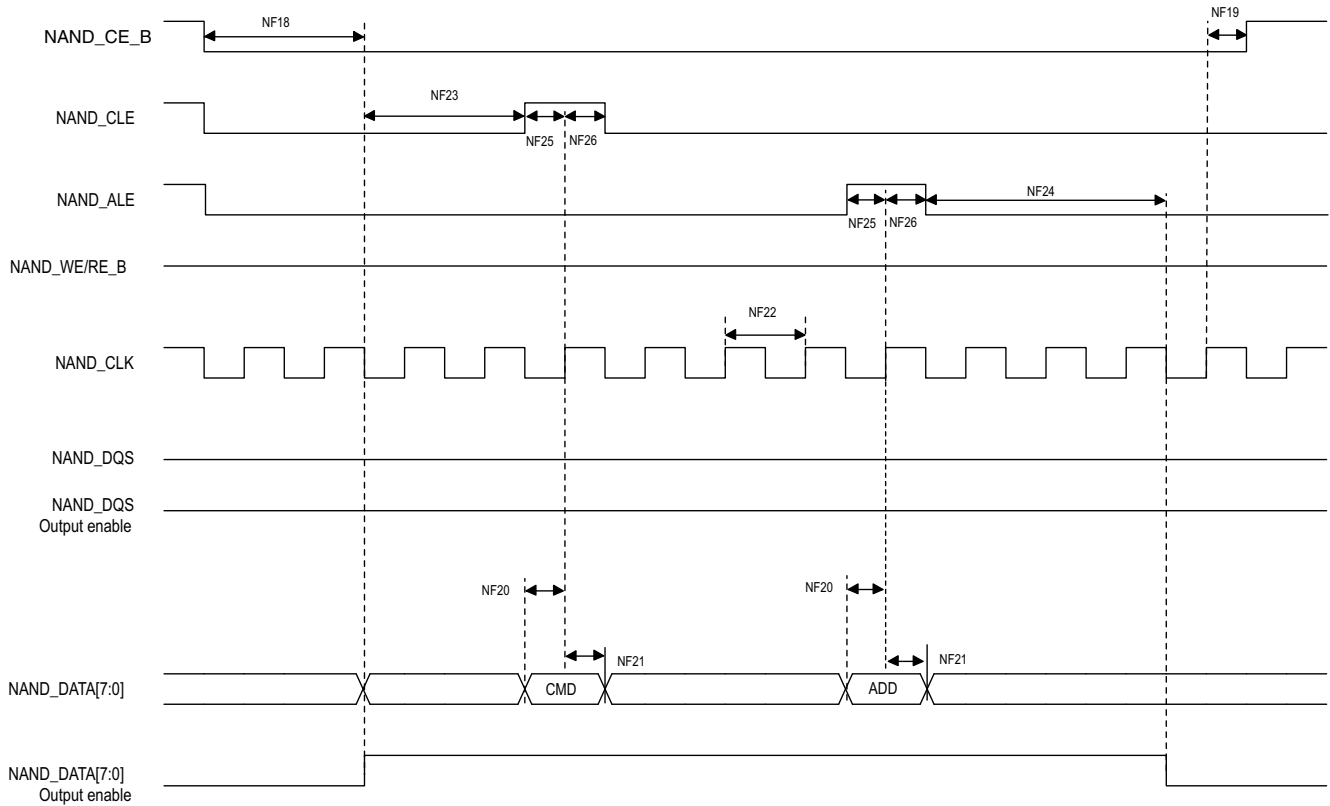 NF18
NF19
NAND_CE_B
NF23
NAND_CLE
NF25
NF26
NAND_ALE
NF24
NF25
NF26
NAND_WE/RE_B
NF22
NAND_CLK
NAND_DQS
NAND_DQS
Output enable
NF20
NF20
NF21
NF21
NAND_DATA[7:0]
CMD
ADD
NAND_DATA[7:0]
Output enable